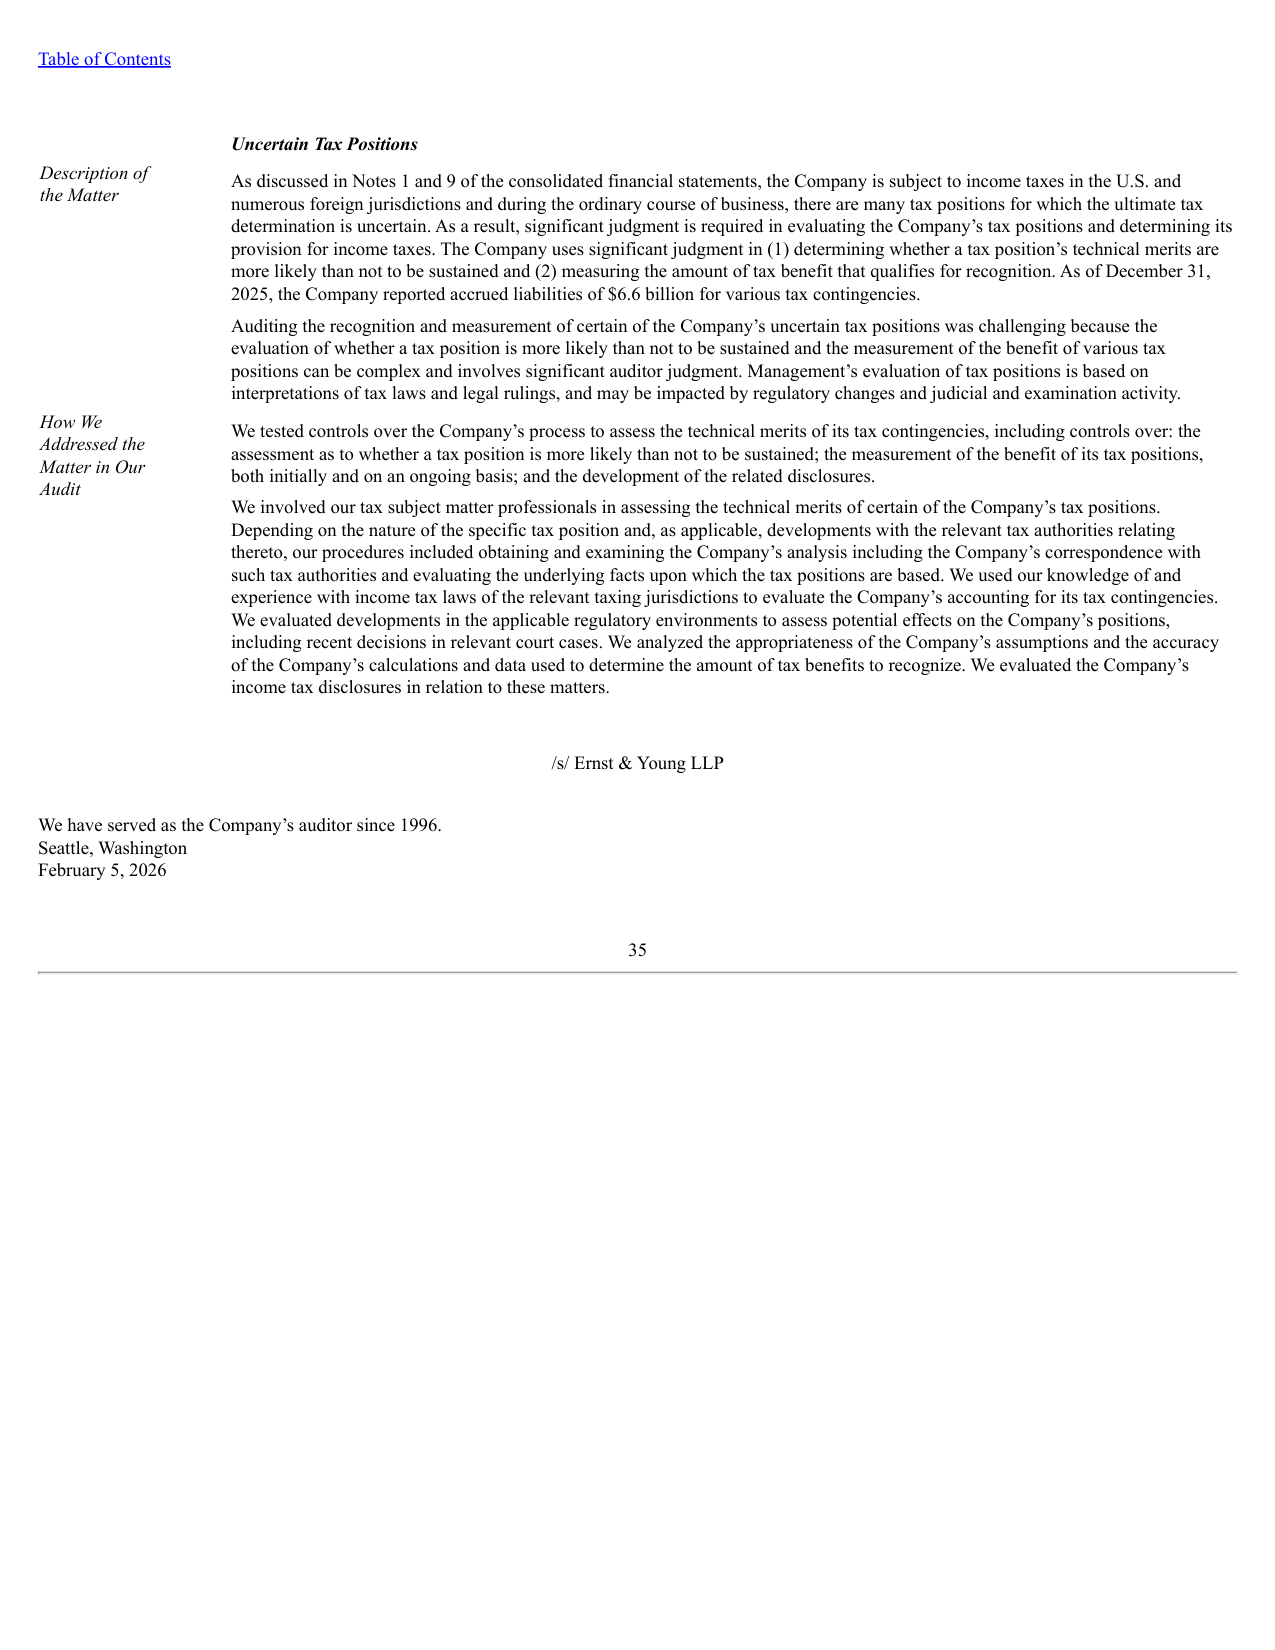 Table of Contents
Uncertain Tax Positions
Description of
the Matter
As discussed in Notes 1 and 9 of the consolidated financial statements, the Company is subject to income taxes in the U.S. and
numerous foreign jurisdictions and during the ordinary course of business, there are many tax positions for which the ultimate tax
determination is uncertain. As a result, significant judgment is required in evaluating the Company’s tax positions and determining its
provision for income taxes. The Company uses significant judgment in (1) determining whether a tax position’s technical merits are
more likely than not to be sustained and (2) measuring the amount of tax benefit that qualifies for recognition. As of December 31,
2025, the Company reported accrued liabilities of $6.6 billion for various tax contingencies.
Auditing the recognition and measurement of certain of the Company’s uncertain tax positions was challenging because the
evaluation of whether a tax position is more likely than not to be sustained and the measurement of the benefit of various tax
positions can be complex and involves significant auditor judgment. Management’s evaluation of tax positions is based on
interpretations of tax laws and legal rulings, and may be impacted by regulatory changes and judicial and examination activity.
How We
Addressed the
Matter in Our
Audit
We tested controls over the Company’s process to assess the technical merits of its tax contingencies, including controls over: the
assessment as to whether a tax position is more likely than not to be sustained; the measurement of the benefit of its tax positions,
both initially and on an ongoing basis; and the development of the related disclosures.
We involved our tax subject matter professionals in assessing the technical merits of certain of the Company’s tax positions.
Depending on the nature of the specific tax position and, as applicable, developments with the relevant tax authorities relating
thereto, our procedures included obtaining and examining the Company’s analysis including the Company’s correspondence with
such tax authorities and evaluating the underlying facts upon which the tax positions are based. We used our knowledge of and
experience with income tax laws of the relevant taxing jurisdictions to evaluate the Company’s accounting for its tax contingencies.
We evaluated developments in the applicable regulatory environments to assess potential effects on the Company’s positions,
including recent decisions in relevant court cases. We analyzed the appropriateness of the Company’s assumptions and the accuracy
of the Company’s calculations and data used to determine the amount of tax benefits to recognize. We evaluated the Company’s
income tax disclosures in relation to these matters.
/s/ Ernst & Young LLP
We have served as the Company’s auditor since 1996.
Seattle, Washington
February 5, 2026
35